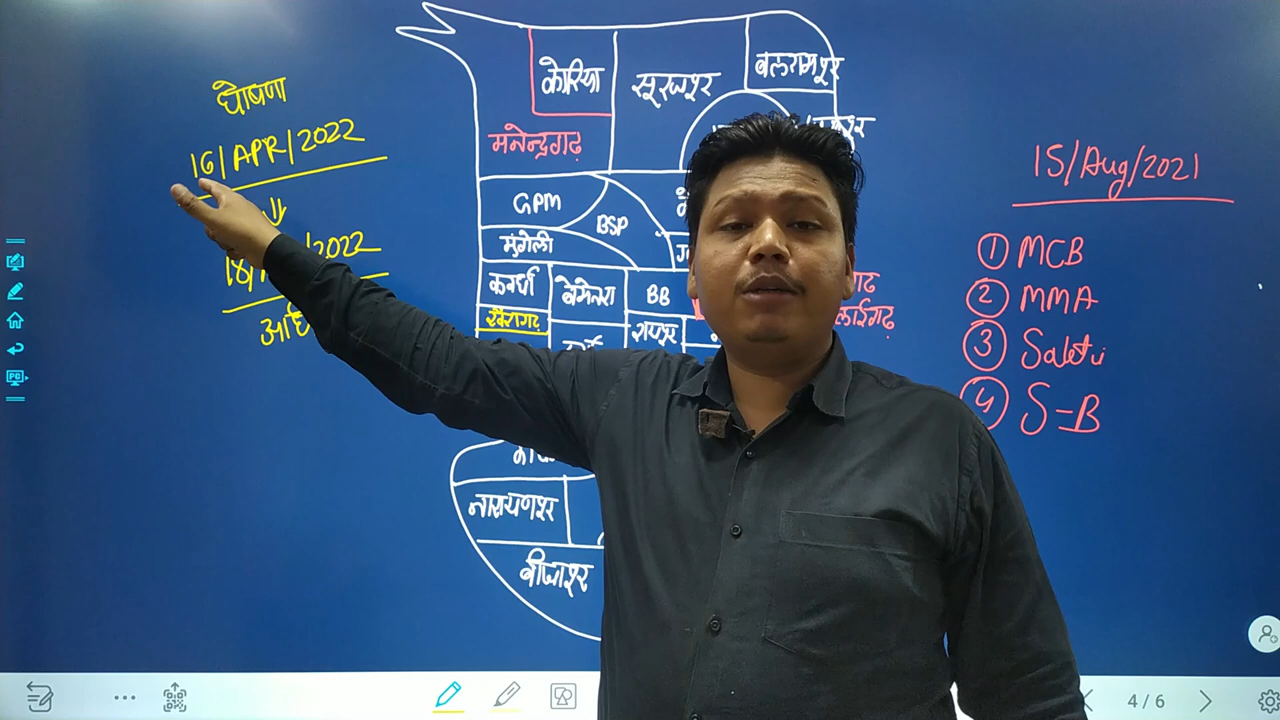 घोषणा
16/APR/2022
2022
कोरिया
सूरजपुर
बलरामपुर
मनेन्द्रगढ़
GPM
BSP
मुंगेली
कवर्धा
बेमेतरा
BB
खैरागढ़
रायपुर
नारायणपुर
बीजापुर
15/Aug/2021
① MCB
② MMA
③ Sakti
④ S-B
PC
4/6